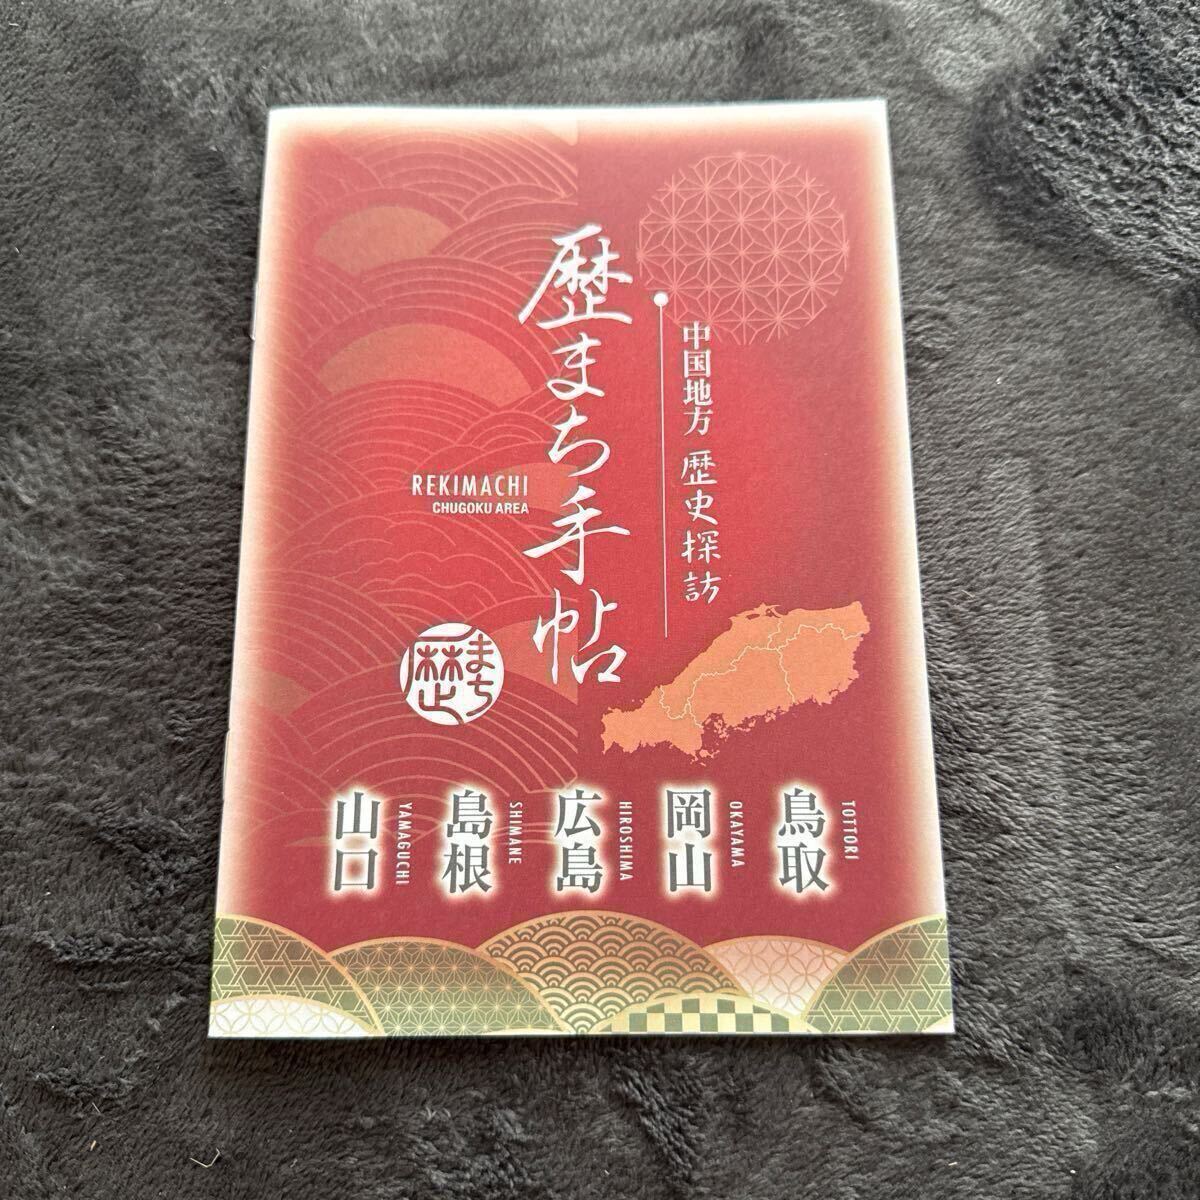 中国地方 歴史探訪
歴まち手帖
REKIMACHI
CHUGOKU AREA
歴まち
鳥取
TOTTORI
岡山
OKAYAMA
広島
HIROSHIMA
島根
SHIMANE
山口
YAMAGUCHI